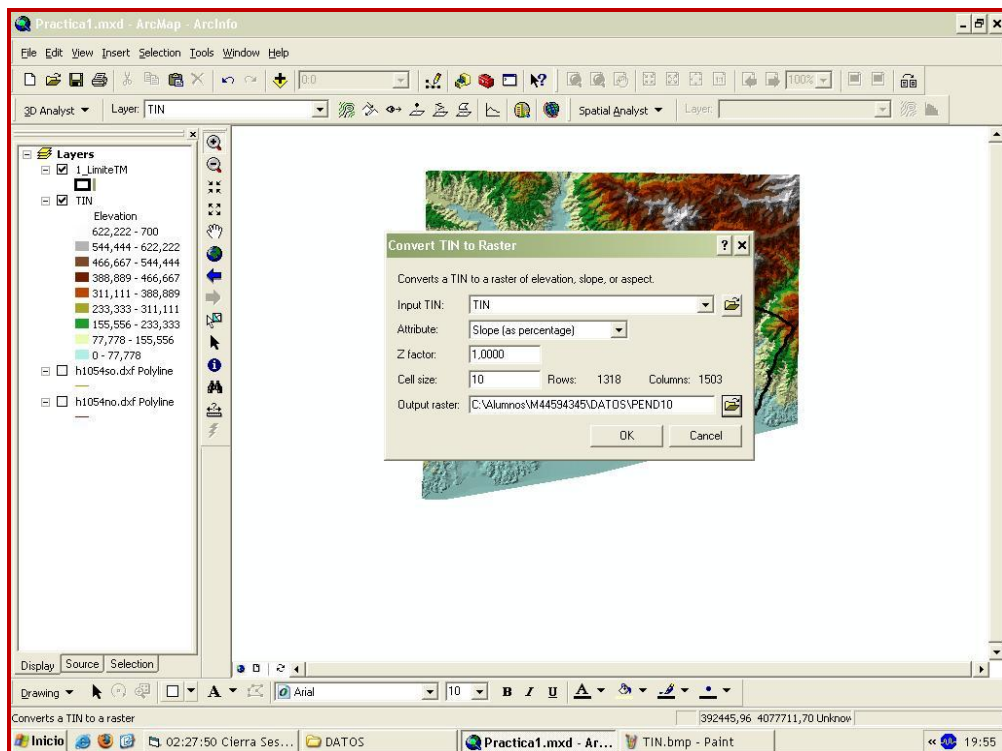 Practica1.mxd - ArcMap - ArcInfo
File Edit View Insert Selection Tools Window Help
0:0 100%
3D Analyst Layer: TIN Spatial Analyst Layer:
Layers
1_LimiteTM
TIN
Elevation
622,222 - 700
544,444 - 622,222
466,667 - 544,444
388,889 - 466,667
311,111 - 388,889
233,333 - 311,111
155,556 - 233,333
77,778 - 155,556
0 - 77,778
h1054so.dxf Polyline
h1054no.dxf Polyline
Convert TIN to Raster
Converts a TIN to a raster of elevation, slope, or aspect.
Input TIN: TIN
Attribute: Slope (as percentage)
Z factor: 1,0000
Cell size: 10 Rows: 1318 Columns: 1503
Output raster: C:\Alumnos\M44594345\DATOS\PEND10
OK Cancel
Display Source Selection
Drawing A Arial 10 B I U A
Converts a TIN to a raster 392445,96 4077711,70 Unknow
Inicio 02:27:50 Cierra Ses... DATOS Practica1.mxd - Ar... TIN.bmp - Paint 19:55